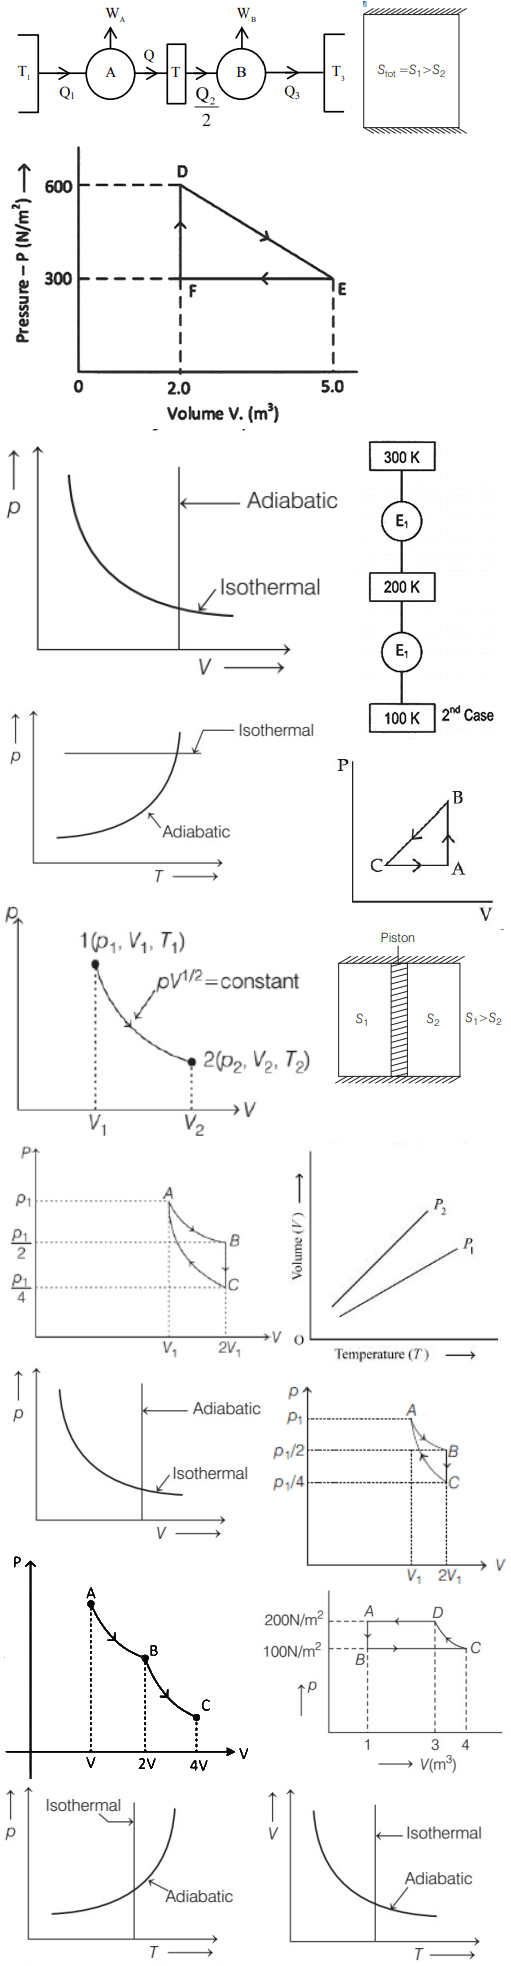 W_A
W_B
T_1
Q_1
A
Q
T
Q_2
2
B
Q_3
T_3
S_tot = S_1 > S_2
Pressure – P (N/m²)
600
300
D
F
E
0
2.0
5.0
Volume V. (m³)
p
Adiabatic
Isothermal
V
300 K
E_1
200 K
E_1
100 K
2nd Case
p
Isothermal
Adiabatic
T
P
B
C
A
V
p
1(p_1, V_1, T_1)
pV^1/2 = constant
2(p_2, V_2, T_2)
V_1
V_2
V
Piston
S_1
S_2
S_1>S_2
P
p_1
p_1
2
p_1
4
A
B
C
V_1
2V_1
V
Volume (V)
P_2
P_1
O
Temperature (T)
p
Adiabatic
Isothermal
V
p
p_1
p_1/2
p_1/4
A
B
C
V_1
2V_1
V
P
A
B
C
V
2V
4V
V
200N/m²
100N/m²
A
D
B
C
p
1
3
4
V(m³)
p
Isothermal
Adiabatic
T
V
Isothermal
Adiabatic
T